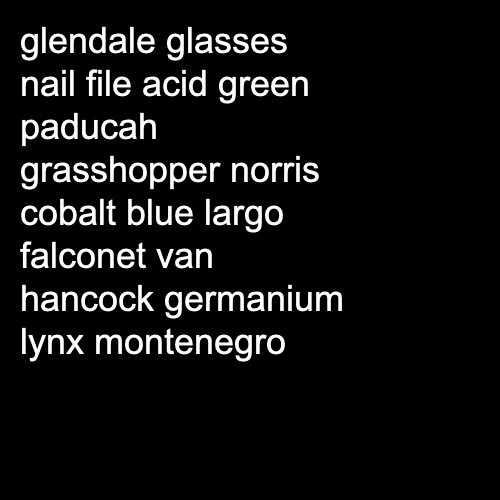 glendale glasses
nail file acid green
paducah
grasshopper norris
cobalt blue largo
falconet van
hancock germanium
lynx montenegro